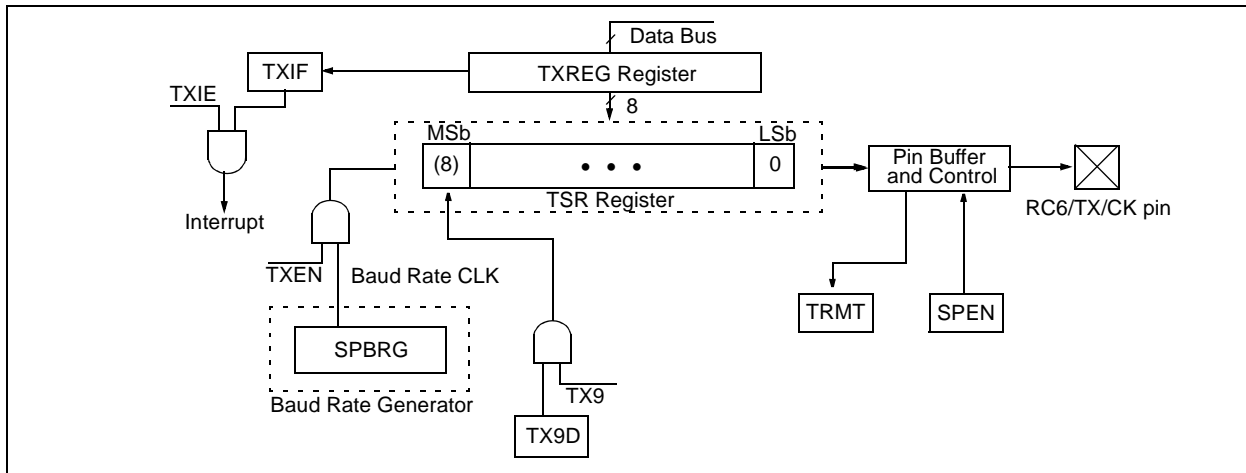 Data Bus
TXIF
TXREG Register
TXIE
8
MSb
LSb
(8)
• • •
0
Pin Buffer
and Control
TSR Register
RC6/TX/CK pin
Interrupt
TXEN
Baud Rate CLK
TRMT
SPEN
SPBRG
TX9
Baud Rate Generator
TX9D